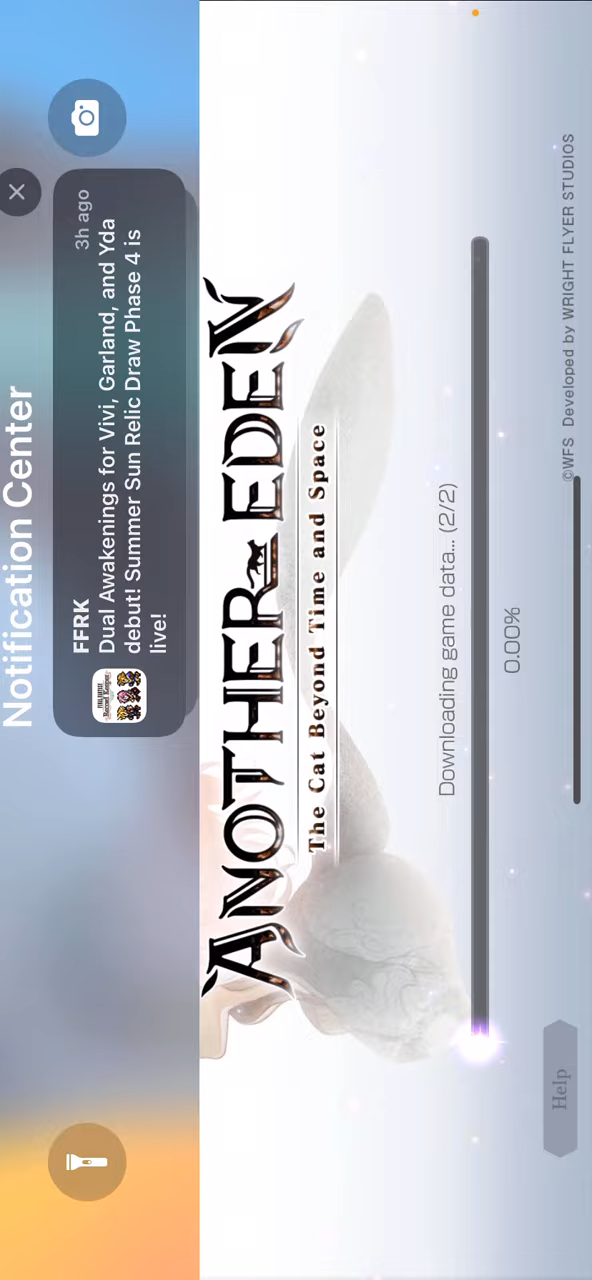 Notification Center
FFRK
3h ago
Dual Awakenings for Vivi, Garland, and Yda
debut! Summer Sun Relic Draw Phase 4 is
live!
ANOTHER EDEN
The Cat Beyond Time and Space
Downloading game data... (2/2)
0.00%
©WFS Developed by WRIGHT FLYER STUDIOS
Help